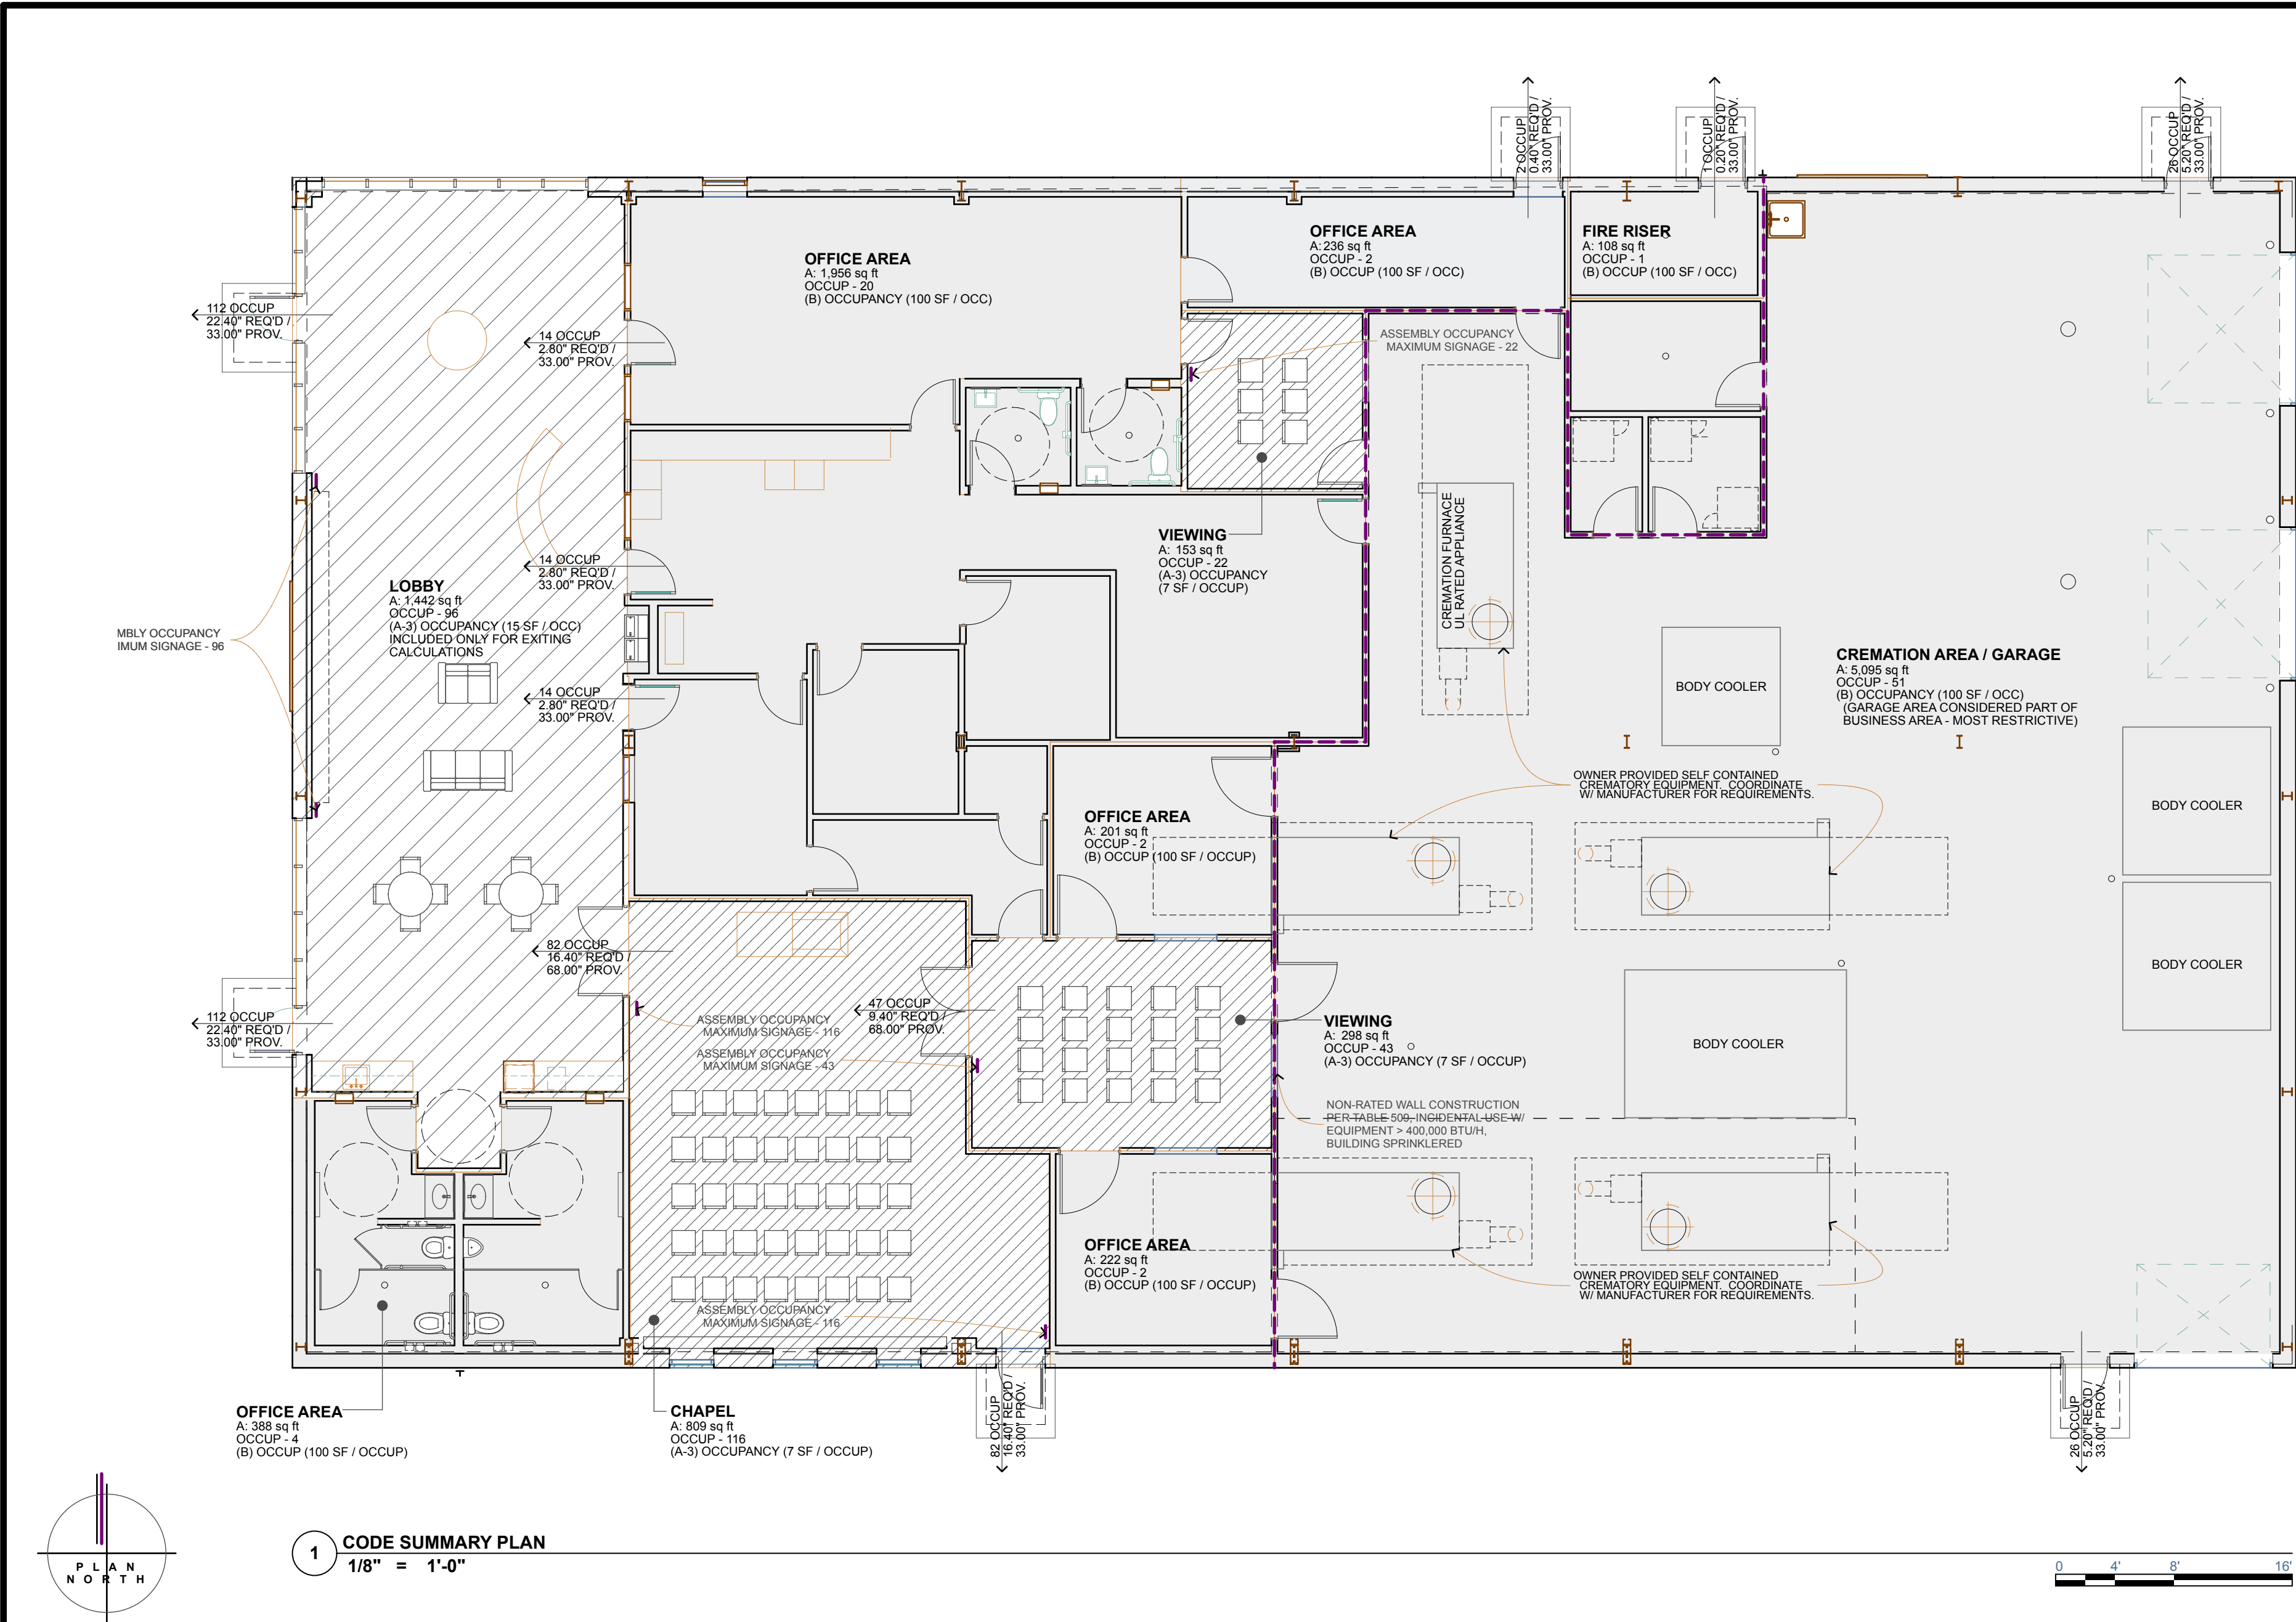 2 OCCUP
0.40" REQ'D /
33.00" PROV.
1 OCCUP
0.20" REQ'D /
33.00" PROV.
26 OCCUP
5.20" REQ'D /
33.00" PROV.
OFFICE AREA
A: 1,956 sq ft
OCCUP - 20
(B) OCCUPANCY (100 SF / OCC)
OFFICE AREA
A: 236 sq ft
OCCUP - 2
(B) OCCUP (100 SF / OCC)
FIRE RISER
A: 108 sq ft
OCCUP - 1
(B) OCCUP (100 SF / OCC)
112 OCCUP
22.40" REQ'D /
33.00" PROV.
14 OCCUP
2.80" REQ'D /
33.00" PROV.
ASSEMBLY OCCUPANCY
MAXIMUM SIGNAGE - 22
CREMATION FURNACE
UL RATED APPLIANCE
VIEWING
A: 153 sq ft
OCCUP - 22
(A-3) OCCUPANCY
(7 SF / OCCUP)
14 OCCUP
2.80" REQ'D /
33.00" PROV.
LOBBY
A: 1,442 sq ft
OCCUP - 96
(A-3) OCCUPANCY (15 SF / OCC)
INCLUDED ONLY FOR EXITING
CALCULATIONS
MBLY OCCUPANCY
IMUM SIGNAGE - 96
14 OCCUP
2.80" REQ'D /
33.00" PROV.
BODY COOLER
CREMATION AREA / GARAGE
A: 5,095 sq ft
OCCUP - 51
(B) OCCUPANCY (100 SF / OCC)
(GARAGE AREA CONSIDERED PART OF
BUSINESS AREA - MOST RESTRICTIVE)
OWNER PROVIDED SELF CONTAINED
CREMATORY EQUIPMENT. COORDINATE
W/ MANUFACTURER FOR REQUIREMENTS.
BODY COOLER
OFFICE AREA
A: 201 sq ft
OCCUP - 2
(B) OCCUP (100 SF / OCCUP)
82 OCCUP
16.40" REQ'D /
68.00" PROV.
BODY COOLER
112 OCCUP
22.40" REQ'D /
33.00" PROV.
ASSEMBLY OCCUPANCY
MAXIMUM SIGNAGE - 116
47 OCCUP
9.40" REQ'D /
68.00" PROV.
ASSEMBLY OCCUPANCY
MAXIMUM SIGNAGE - 43
VIEWING
A: 298 sq ft
OCCUP - 43
(A-3) OCCUPANCY (7 SF / OCCUP)
BODY COOLER
NON-RATED WALL CONSTRUCTION
PER TABLE 509, INCIDENTAL USE W/
EQUIPMENT > 400,000 BTU/H,
BUILDING SPRINKLERED
OFFICE AREA
A: 222 sq ft
OCCUP - 2
(B) OCCUP (100 SF / OCCUP)
OWNER PROVIDED SELF CONTAINED
CREMATORY EQUIPMENT. COORDINATE
W/ MANUFACTURER FOR REQUIREMENTS.
ASSEMBLY OCCUPANCY
MAXIMUM SIGNAGE - 116
OFFICE AREA
A: 388 sq ft
OCCUP - 4
(B) OCCUP (100 SF / OCCUP)
CHAPEL
A: 809 sq ft
OCCUP - 116
(A-3) OCCUPANCY (7 SF / OCCUP)
82 OCCUP
16.40" REQ'D /
33.00" PROV.
26 OCCUP
5.20" REQ'D /
33.00" PROV.
PLAN
NORTH
1 CODE SUMMARY PLAN
1/8" = 1'-0"
0 4' 8' 16'